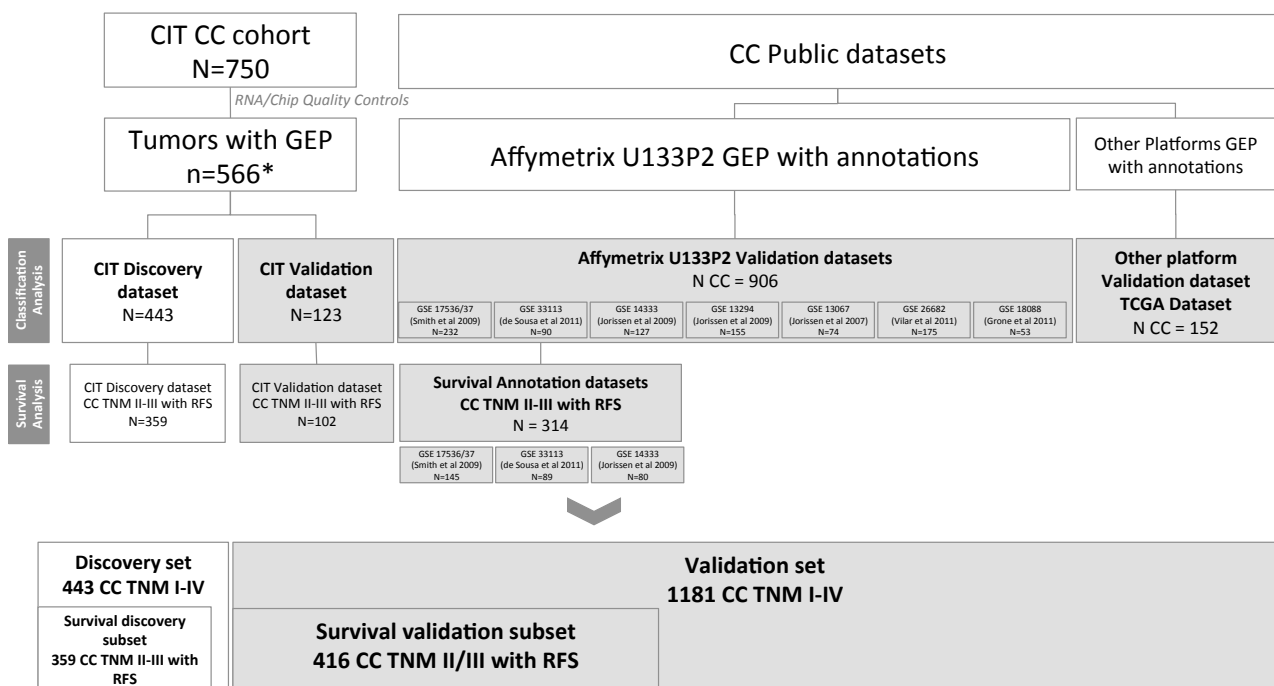 CIT CC cohort
N=750
CC Public datasets
RNA/Chip Quality Controls
Tumors with GEP
n=566*
Affymetrix U133P2 GEP with annotations
Other Platforms GEP
with annotations
Classification
Analysis
CIT Discovery
dataset
N=443
CIT Validation
dataset
N=123
Affymetrix U133P2 Validation datasets
N CC = 906
GSE 17536/37
(Smith et al 2009)
N=232
GSE 33113
(de Sousa et al 2011)
N=90
GSE 14333
(Jorissen et al 2009)
N=127
GSE 13294
(Jorissen et al 2009)
N=155
GSE 13067
(Jorissen et al 2007)
N=74
GSE 26682
(Vilar et al 2011)
N=175
GSE 18088
(Grone et al 2011)
N=53
Other platform
Validation dataset
TCGA Dataset
N CC = 152
Survival
Analysis
CIT Discovery dataset
CC TNM II-III with RFS
N=359
CIT Validation dataset
CC TNM II-III with RFS
N=102
Survival Annotation datasets
CC TNM II-III with RFS
N = 314
GSE 17536/37
(Smith et al 2009)
N=145
GSE 33113
(de Sousa et al 2011)
N=89
GSE 14333
(Jorissen et al 2009)
N=80
Discovery set
443 CC TNM I-IV
Survival discovery
subset
359 CC TNM II-III with
RFS
Validation set
1181 CC TNM I-IV
Survival validation subset
416 CC TNM II/III with RFS